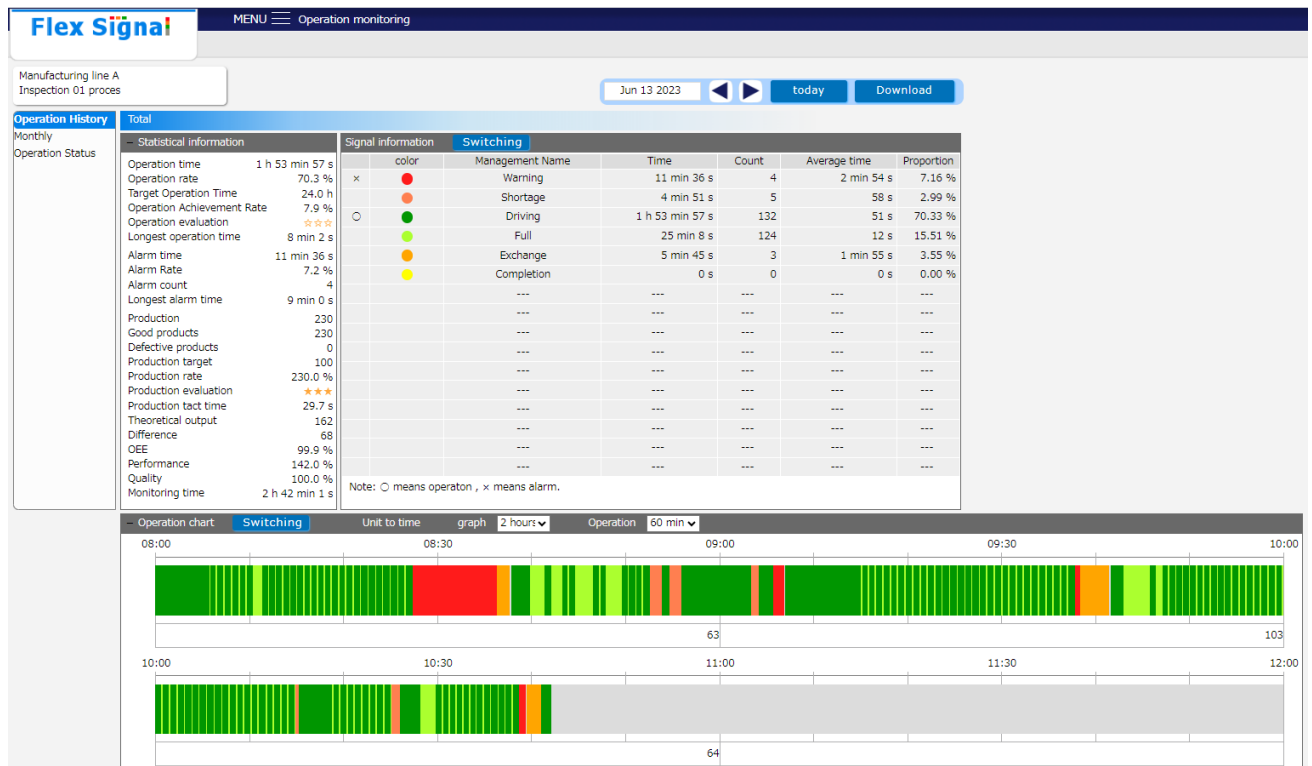 Flex Signal
MENU Operation monitoring
Manufacturing line A
Inspection 01 proces
Jun 13 2023 ◀ ▶ today Download
Operation History
Monthly
Operation Status
Total
− Statistical information
Operation time 1 h 53 min 57 s
Operation rate 70.3 %
Target Operation Time 24.0 h
Operation Achievement Rate 7.9 %
Operation evaluation ☆☆☆
Longest operation time 8 min 2 s
Alarm time 11 min 36 s
Alarm Rate 7.2 %
Alarm count 4
Longest alarm time 9 min 0 s
Production 230
Good products 230
Defective products 0
Production target 100
Production rate 230.0 %
Production evaluation ★★★
Production tact time 29.7 s
Theoretical output 162
Difference 68
OEE 99.9 %
Performance 142.0 %
Quality 100.0 %
Monitoring time 2 h 42 min 1 s
Signal information Switching
color Management Name Time Count Average time Proportion
× Warning 11 min 36 s 4 2 min 54 s 7.16 %
Shortage 4 min 51 s 5 58 s 2.99 %
○ Driving 1 h 53 min 57 s 132 51 s 70.33 %
Full 25 min 8 s 124 12 s 15.51 %
Exchange 5 min 45 s 3 1 min 55 s 3.55 %
Completion 0 s 0 0 s 0.00 %
--- --- --- --- ---
--- --- --- --- ---
--- --- --- --- ---
--- --- --- --- ---
--- --- --- --- ---
--- --- --- --- ---
--- --- --- --- ---
--- --- --- --- ---
--- --- --- --- ---
--- --- --- --- ---
Note: ○ means operaton , × means alarm.
− Operation chart Switching Unit to time graph 2 hours Operation 60 min
08:00 08:30 09:00 09:30 10:00
63 103
10:00 10:30 11:00 11:30 12:00
64